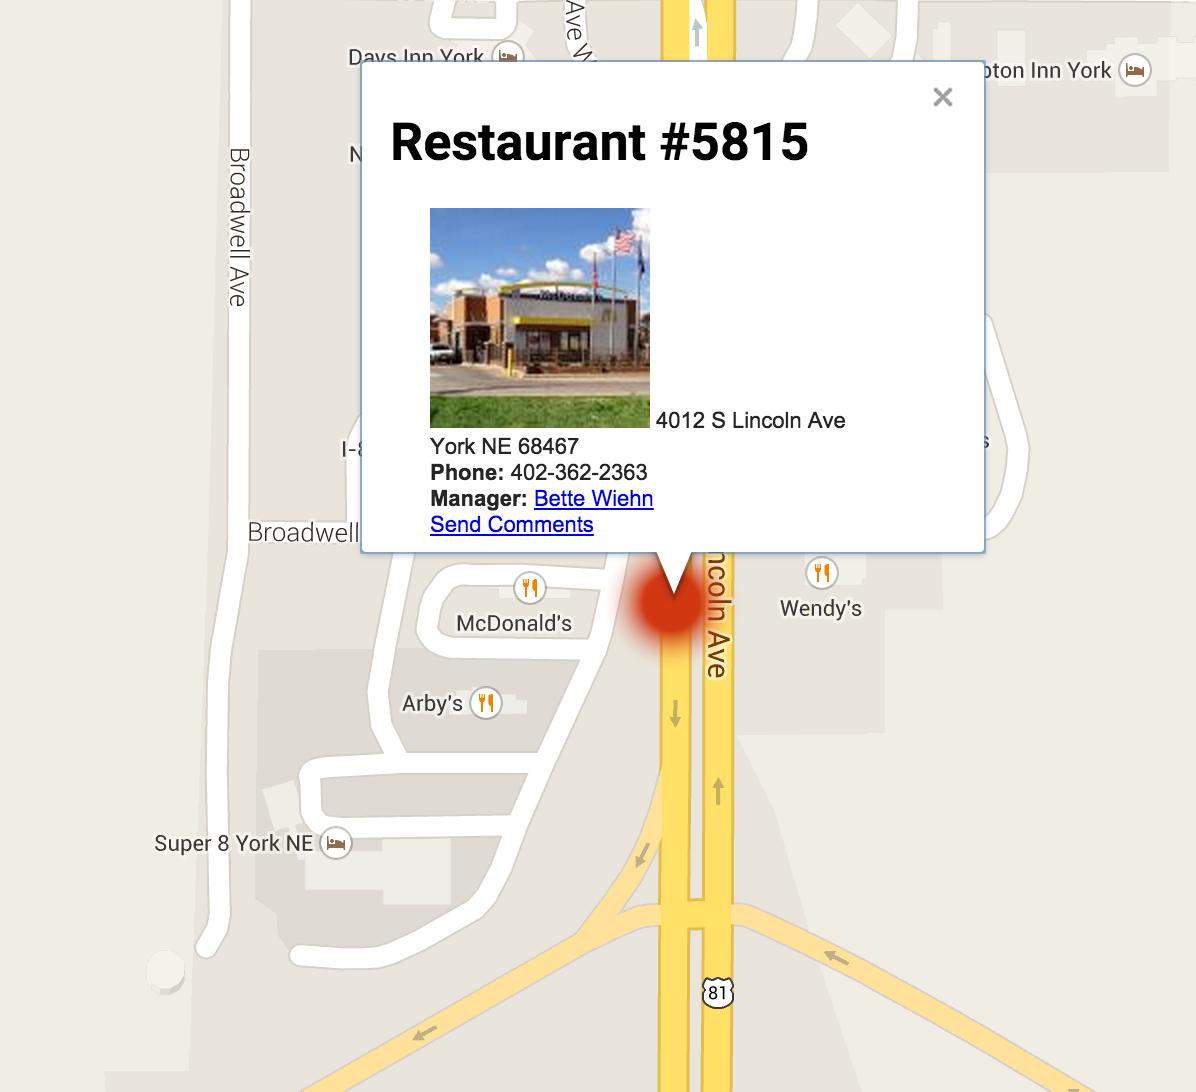 Ave W
Days Inn York
pton Inn York
Restaurant #5815
Broadwell Ave
N
McDonald's
4012 S Lincoln Ave
York NE 68467
I-8
Phone: 402-362-2363
s
Manager: Bette Wiehn
Send Comments
Broadwell
ncoln Ave
McDonald's
Wendy's
Arby's
Super 8 York NE
81